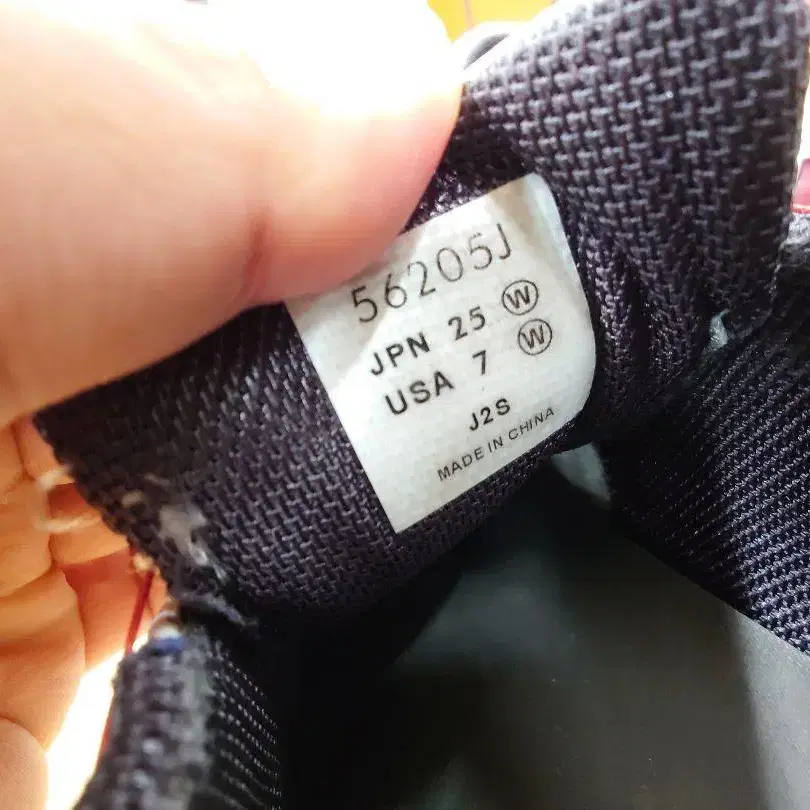 56205J
JPN 25 Ⓦ
USA 7 Ⓦ
J2S
MADE IN CHINA